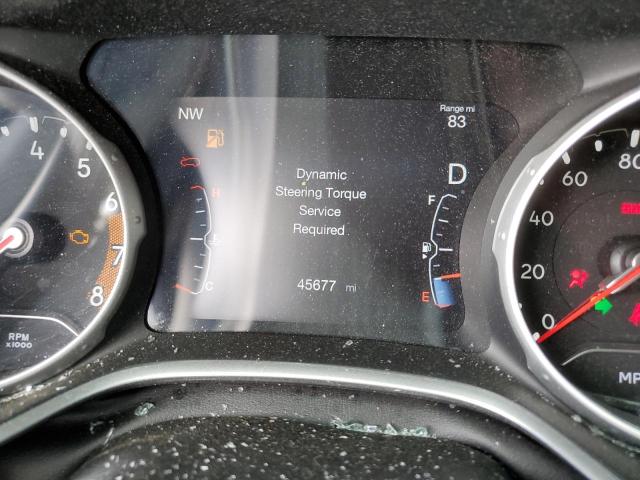 NW
Range mi
83
Dynamic
Steering Torque
Service
Required
D
H
C
F
E
45677 mi
4
5
6
7
8
RPM
x1000
0
20
40
60
80
MP